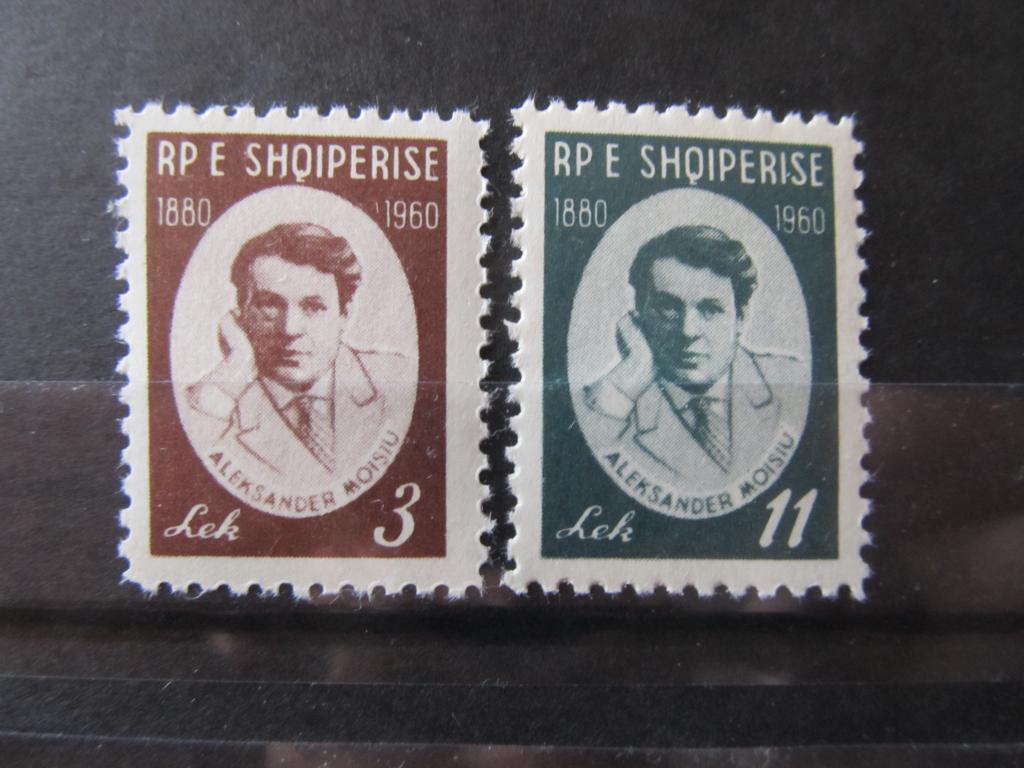 RP E SHQIPERISE
1880 1960
ALEKSANDER MOISIU
Lek 3
RP E SHQIPERISE
1880 1960
ALEKSANDER MOISIU
Lek 11